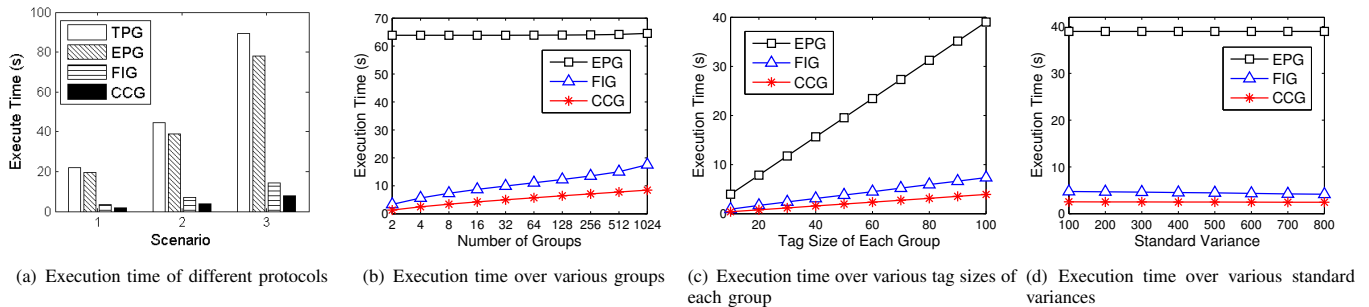 100
80
60
40
20
0
Execute Time (s)
TPG
EPG
FIG
CCG
1
2
3
Scenario
(a) Execution time of different protocols
70
60
50
40
30
20
10
0
Execution Time (s)
EPG
FIG
CCG
2 4 8 16 32 64 128 256 512 1024
Number of Groups
(b) Execution time over various groups
40
30
20
10
0
Execution Time (s)
EPG
FIG
CCG
20 40 60 80 100
Tag Size of Each Group
(c) Execution time over various tag sizes of
each group
40
30
20
10
0
Execution Time (s)
EPG
FIG
CCG
100 200 300 400 500 600 700 800
Standard Variance
(d) Execution time over various standard
variances